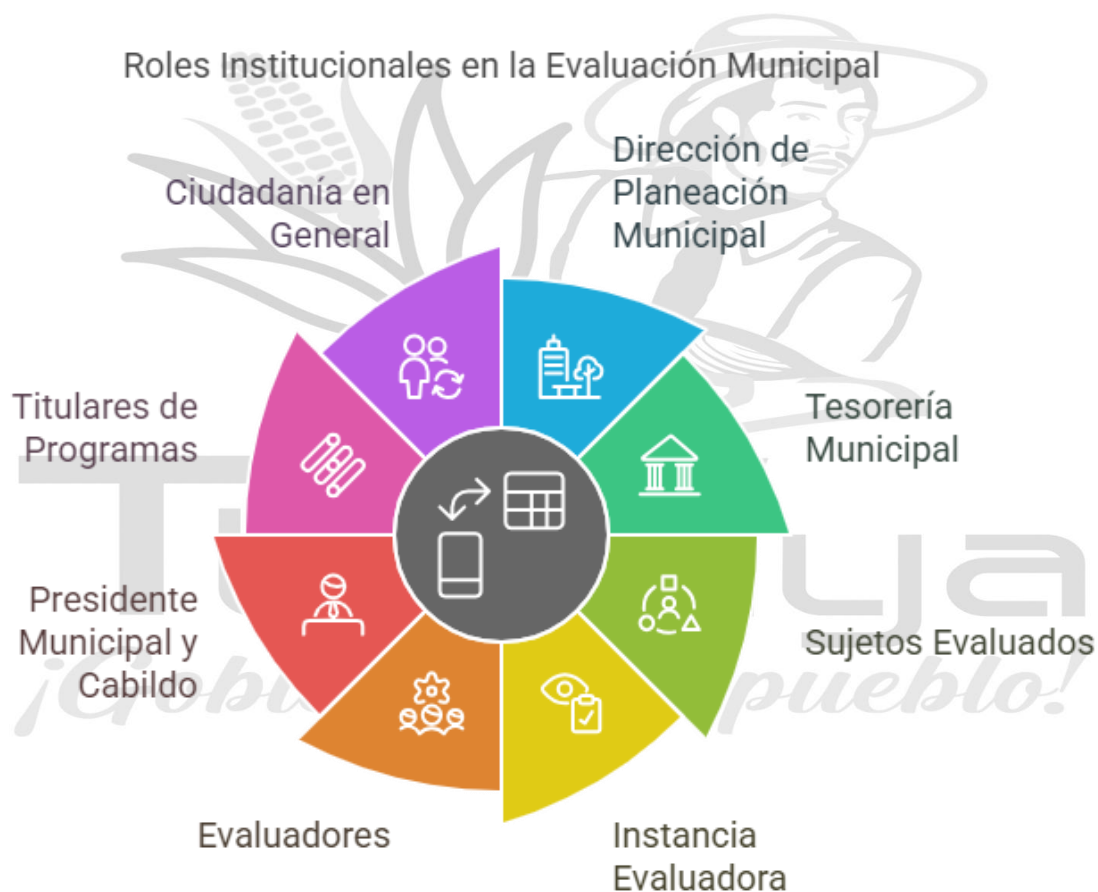 Roles Institucionales en la Evaluación Municipal
Dirección de
Planeación
Municipal
Ciudadanía en
General
Titulares de
Programas
Tesorería
Municipal
Presidente
Municipal y
Cabildo
Sujetos Evaluados
Evaluadores
Instancia
Evaluadora
pueblo!